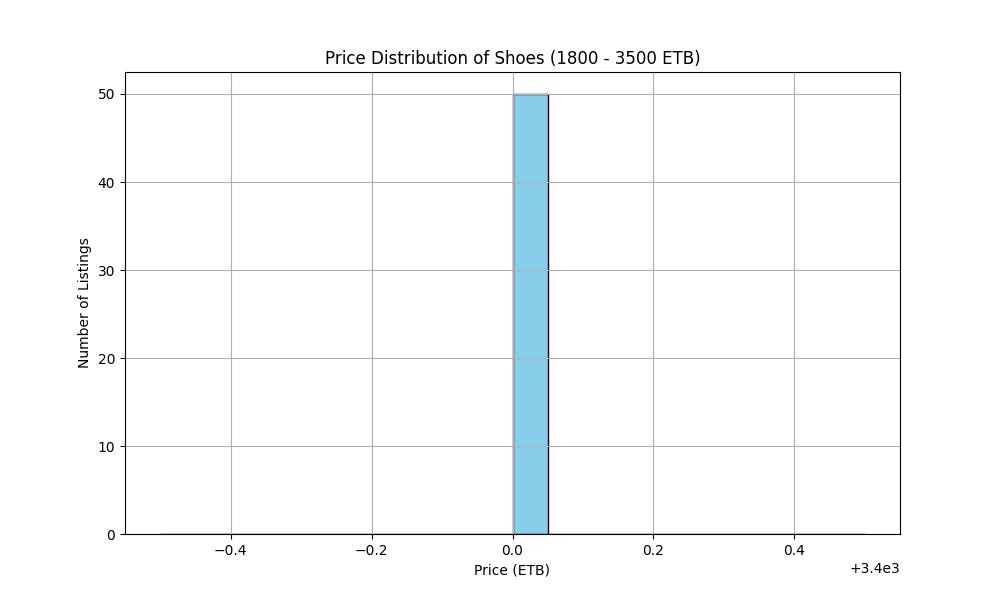 Price Distribution of Shoes (1800 - 3500 ETB)
50
40
30
20
10
0
Number of Listings
−0.4 −0.2 0.0 0.2 0.4
Price (ETB)
+3.4e3